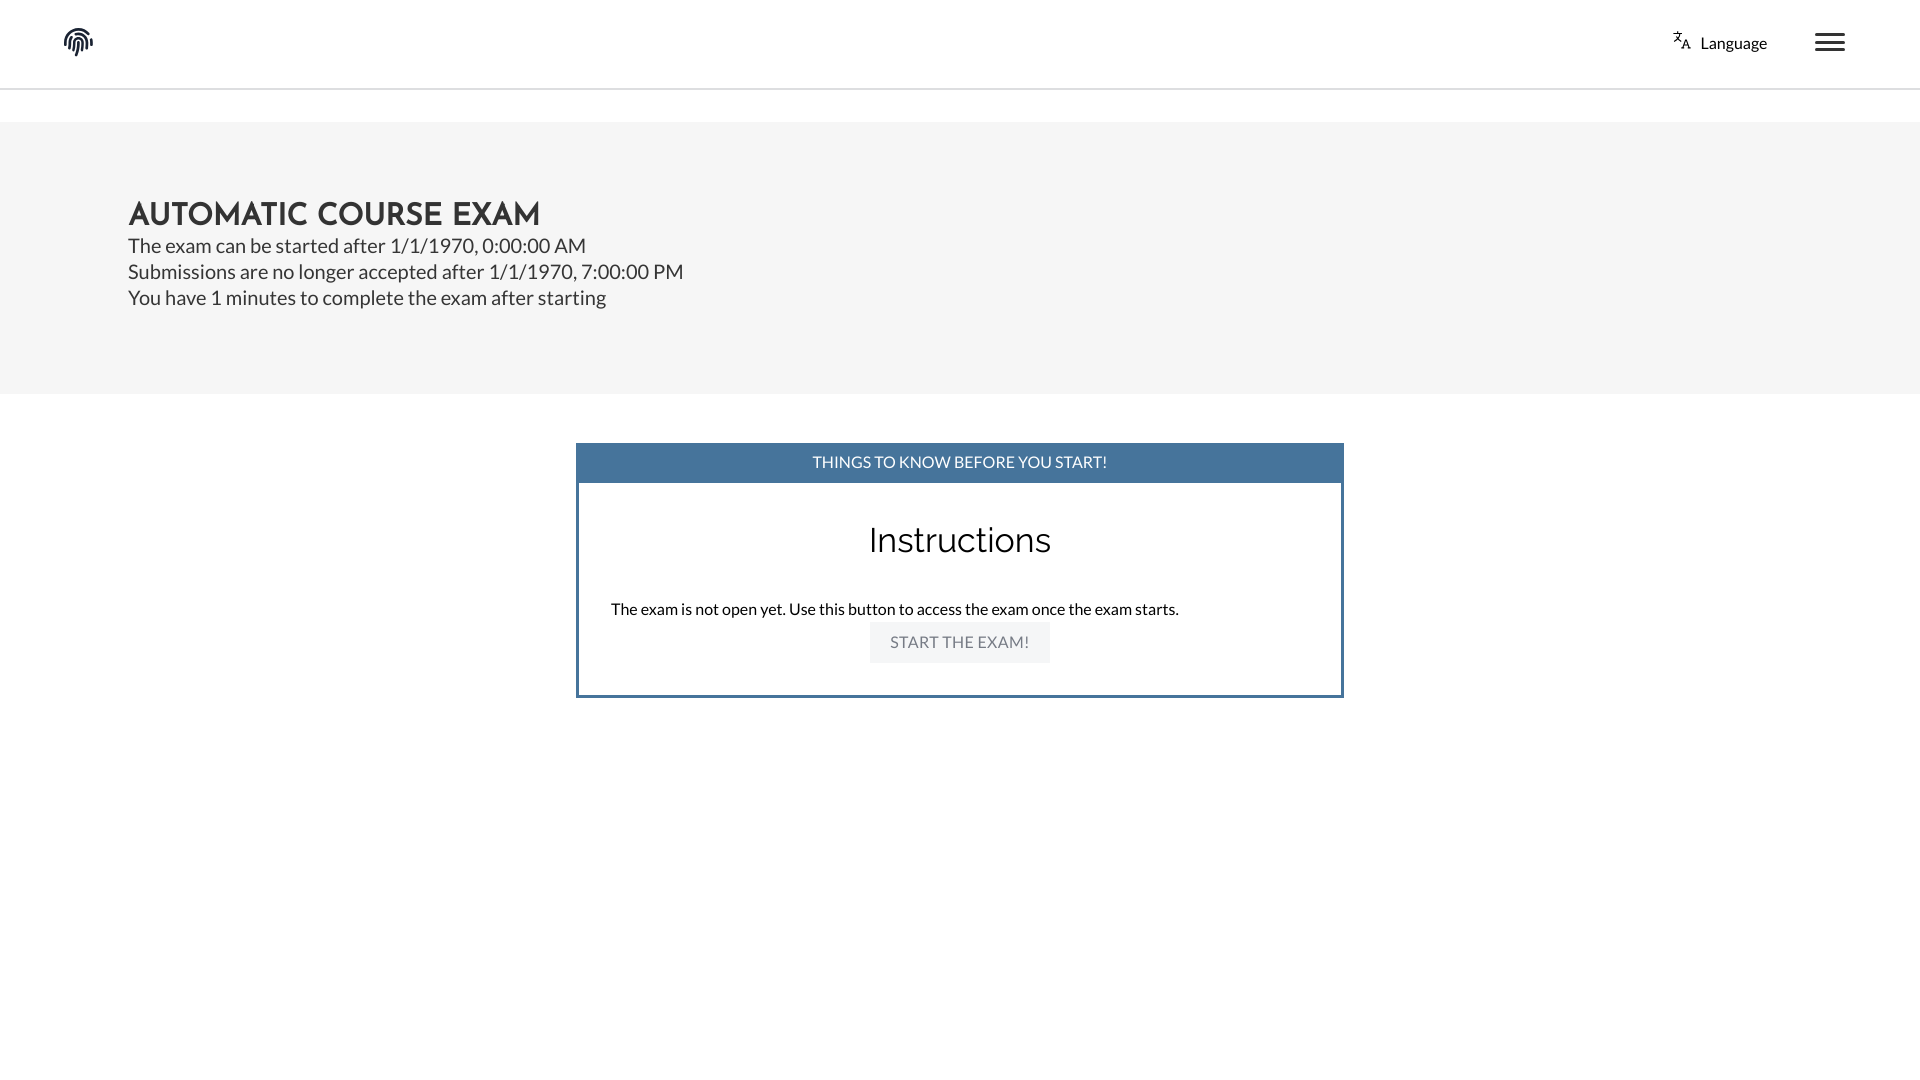 Language
AUTOMATIC COURSE EXAM
The exam can be started after 1/1/1970, 0:00:00 AM
Submissions are no longer accepted after 1/1/1970, 7:00:00 PM
You have 1 minutes to complete the exam after starting
THINGS TO KNOW BEFORE YOU START!
Instructions
The exam is not open yet. Use this button to access the exam once the exam starts.
START THE EXAM!